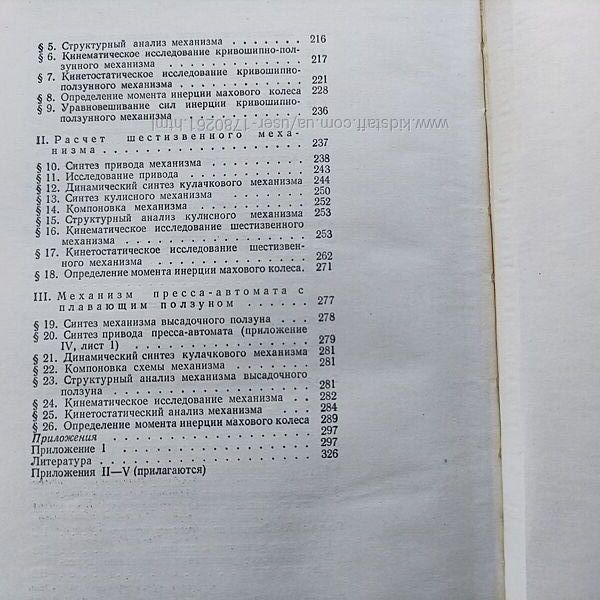 § 5. Структурный анализ механизма . . . . . . . 216
§ 6. Кинематическое исследование кривошипно-пол-
зунного механизма . . . . . . . . . . . 217
§ 7. Кинетостатическое исследование кривошипно-
ползунного механизма . . . . . . . . . . 221
§ 8. Определение момента инерции махового колеса 228
§ 9. Уравновешивание сил инерции кривошипно-
ползунного механизма . . . . . . . . . . 236
II. Расчет шестизвенного меха-
низма . . . . . . . . . . . . . . . . 237
§ 10. Синтез привода механизма . . . . . . . . 238
§ 11. Исследование привода . . . . . . . . . . 243
§ 12. Динамический синтез кулачкового механизма 244
§ 13. Синтез кулисного механизма . . . . . . . 250
§ 14. Компоновка механизма . . . . . . . . . 252
§ 15. Структурный анализ кулисного механизма 253
§ 16. Кинематическое исследование шестизвенного
механизма . . . . . . . . . . . . . . . 253
§ 17. Кинетостатическое исследование шестизвен-
ного механизма . . . . . . . . . . . . . 262
§ 18. Определение момента инерции махового колеса. 271
III. Механизм пресса-автомата с
плавающим ползуном . . . . . . 277
§ 19. Синтез механизма высадочного ползуна . . . 278
§ 20. Синтез привода пресса-автомата (приложение
IV, лист 1) . . . . . . . . . . . . . . 279
§ 21. Динамический синтез кулачкового механизма 281
§ 22. Компоновка схемы механизма . . . . . . . 281
§ 23. Структурный анализ механизма высадочного
ползуна . . . . . . . . . . . . . . . . 281
§ 24. Кинематическое исследование механизма . . . 282
§ 25. Кинетостатический анализ механизма . . . 284
§ 26. Определение момента инерции махового колеса 289
Приложения . . . . . . . . . . . . . . . . 297
Приложение I . . . . . . . . . . . . . . . 297
Литература . . . . . . . . . . . . . . . . 326
Приложения II—V (прилагаются)
www.kidstaff.com.ua/user-1780261.html